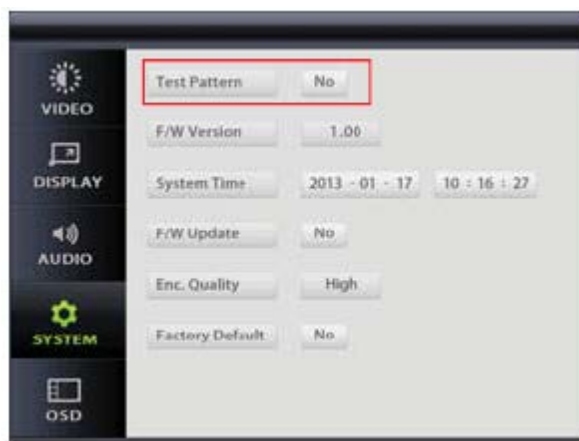 VIDEO
DISPLAY
AUDIO
SYSTEM
OSD
Test Pattern No
F/W Version 1.00
System Time 2013 - 01 - 17 10 : 16 : 27
F/W Update No
Enc. Quality High
Factory Default No